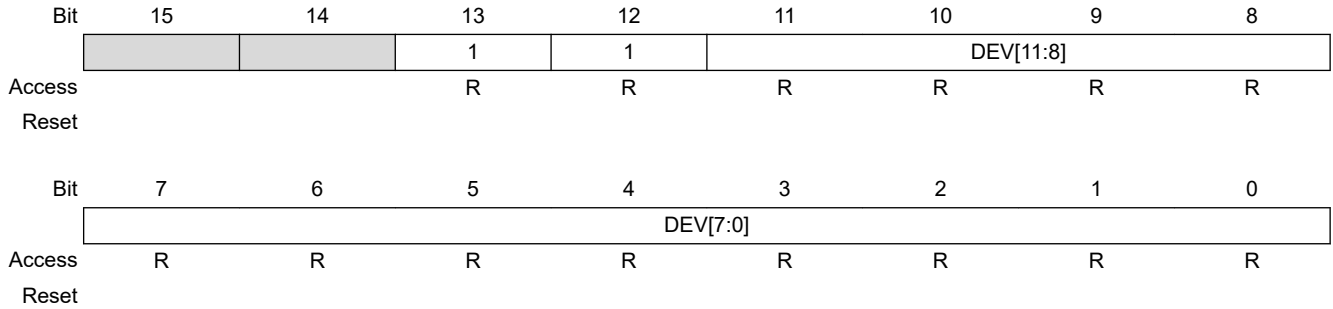 Bit 15 14 13 12 11 10 9 8
1 1 DEV[11:8]
Access R R R R R R
Reset
Bit 7 6 5 4 3 2 1 0
DEV[7:0]
Access R R R R R R R R
Reset